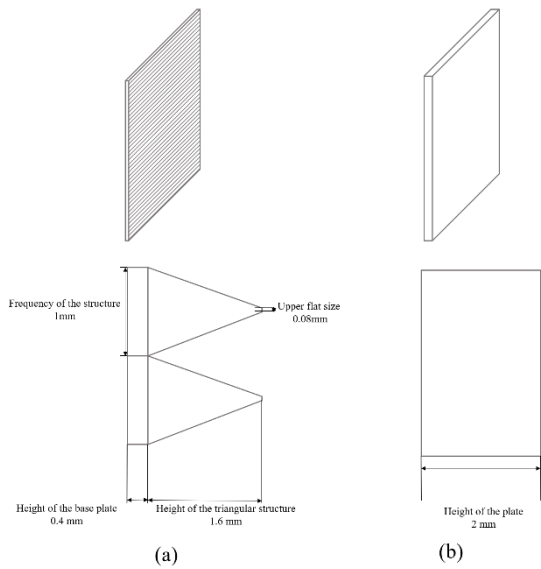 Frequency of the structure
1mm
Upper flat size
0.08mm
Height of the base plate
0.4 mm
Height of the triangular structure
1.6 mm
Height of the plate
2 mm
(a)
(b)